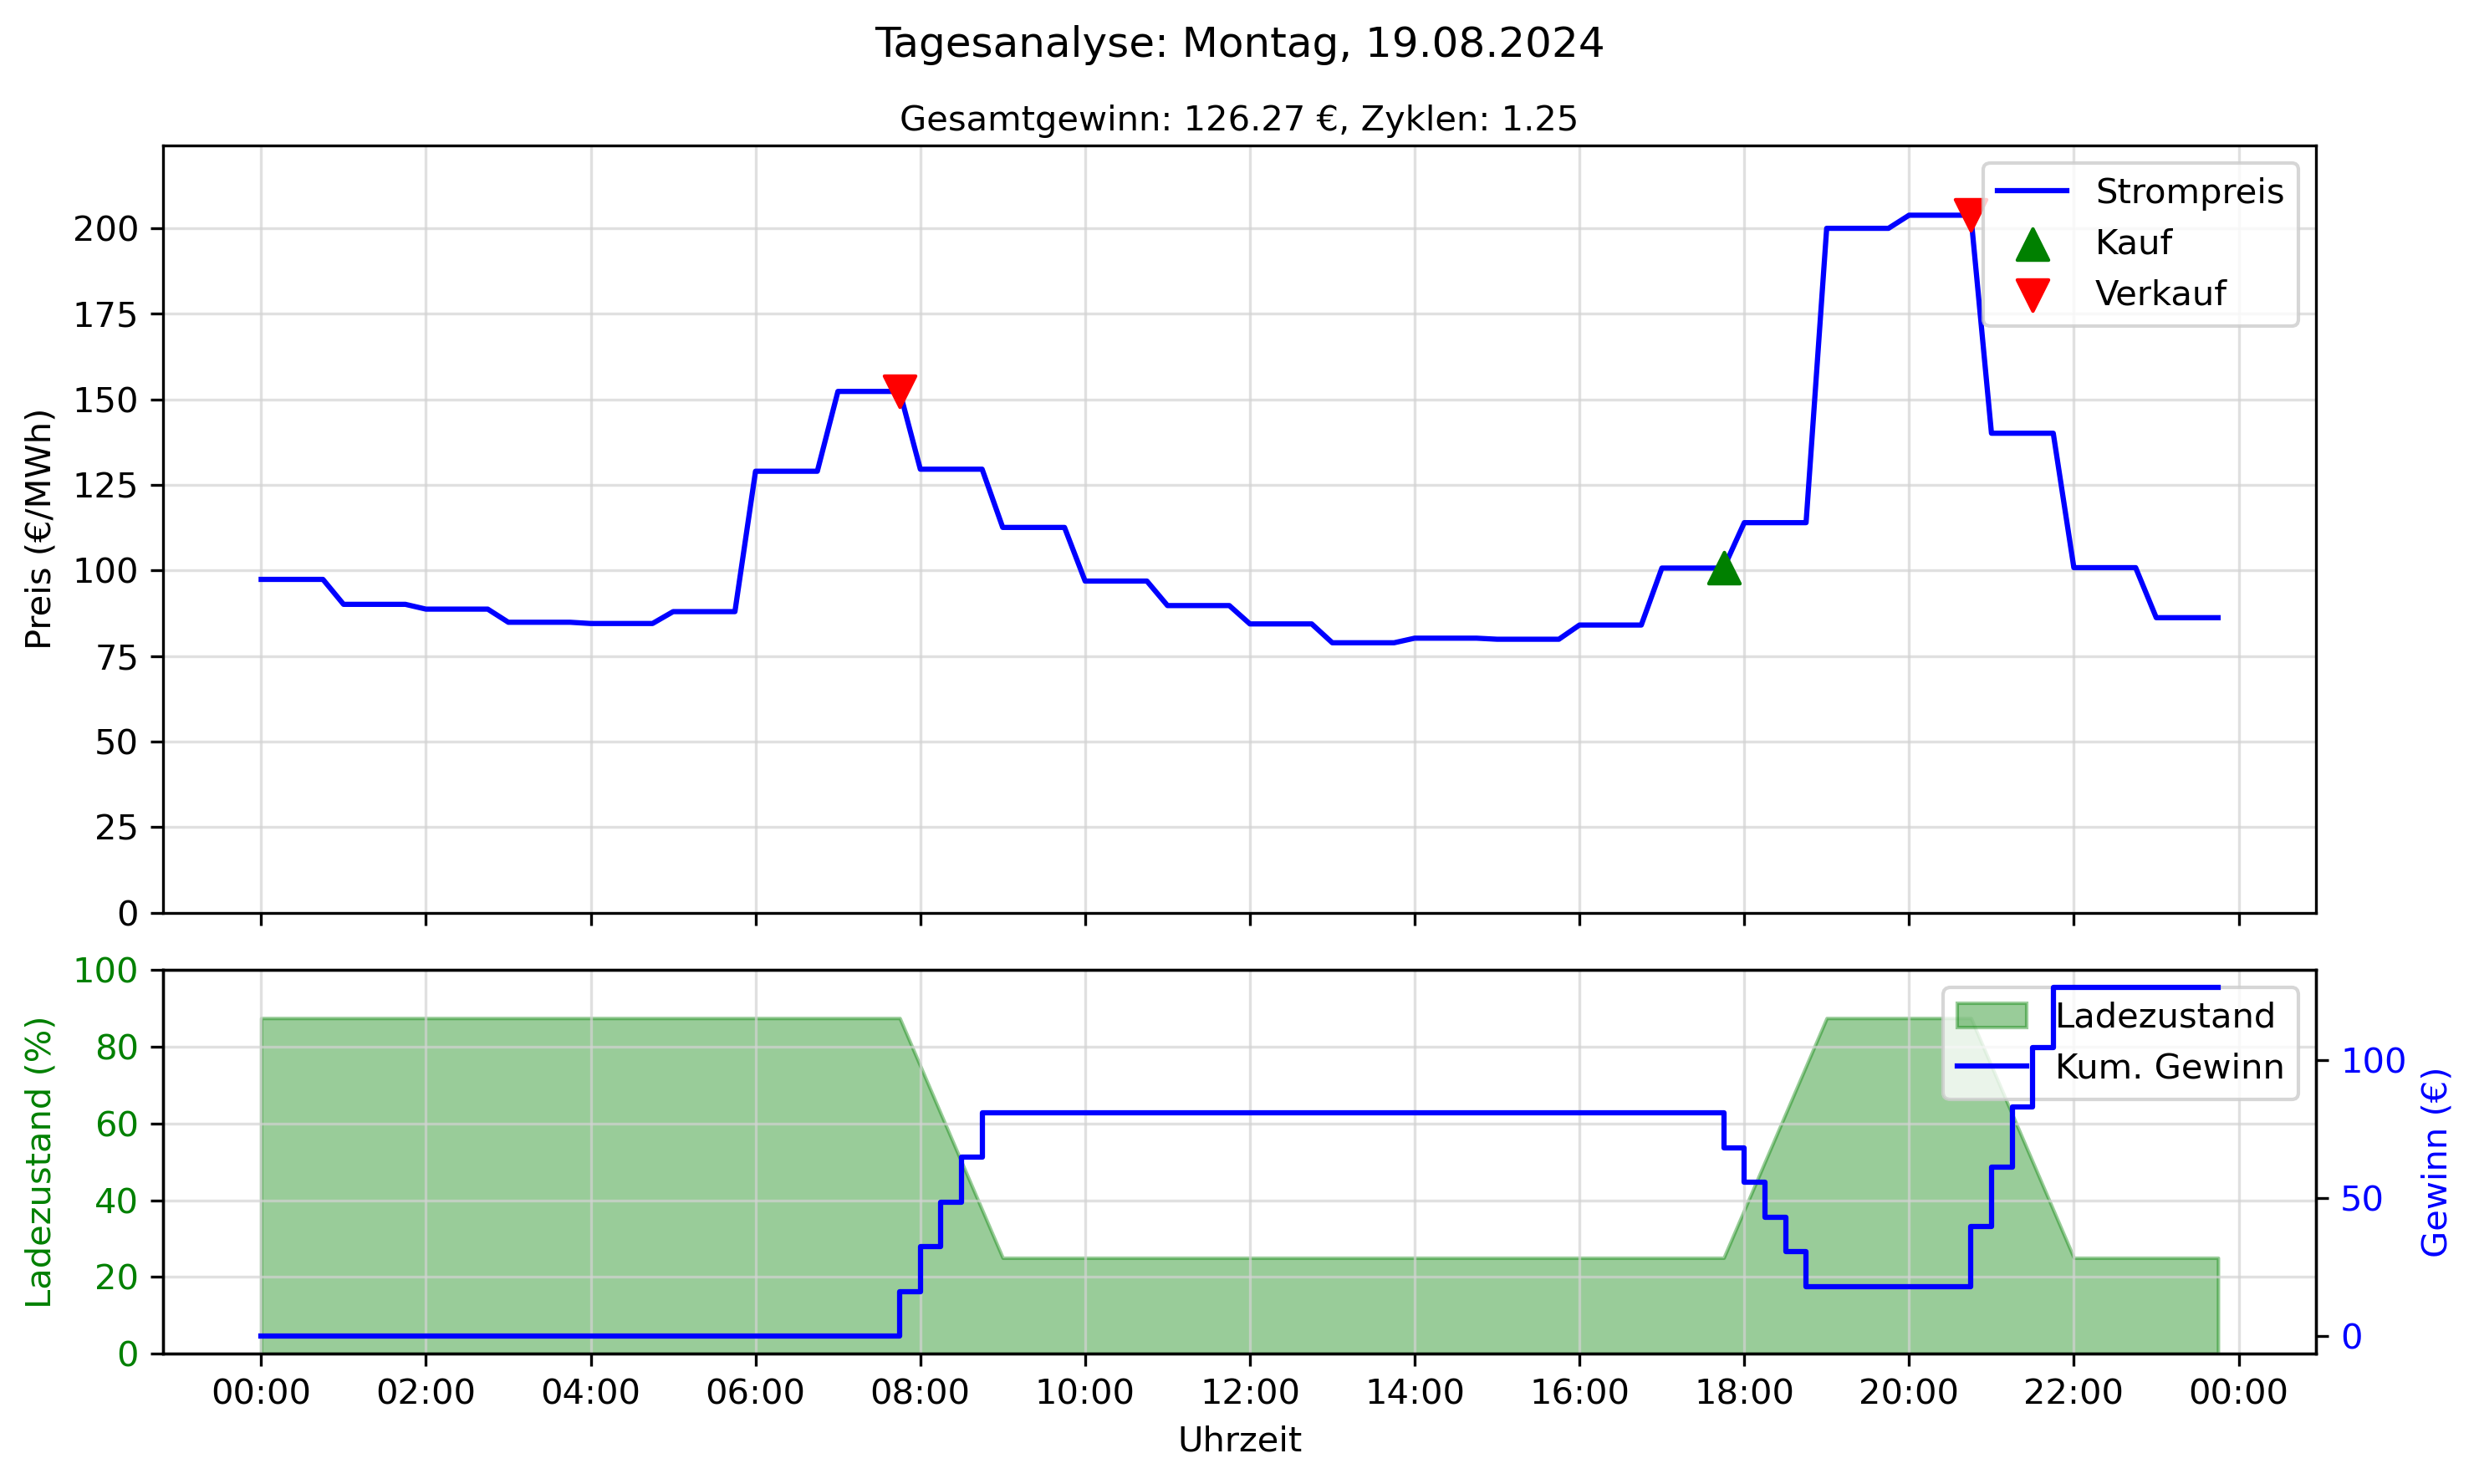 Tagesanalyse: Montag, 19.08.2024
Gesamtgewinn: 126.27 €, Zyklen: 1.25
Preis (€/MWh)
200
175
150
125
100
75
50
25
0
Strompreis
Kauf
Verkauf
Ladezustand (%)
100
80
60
40
20
0
Ladezustand
Kum. Gewinn
100
50
0
Gewinn (€)
00:00 02:00 04:00 06:00 08:00 10:00 12:00 14:00 16:00 18:00 20:00 22:00 00:00
Uhrzeit